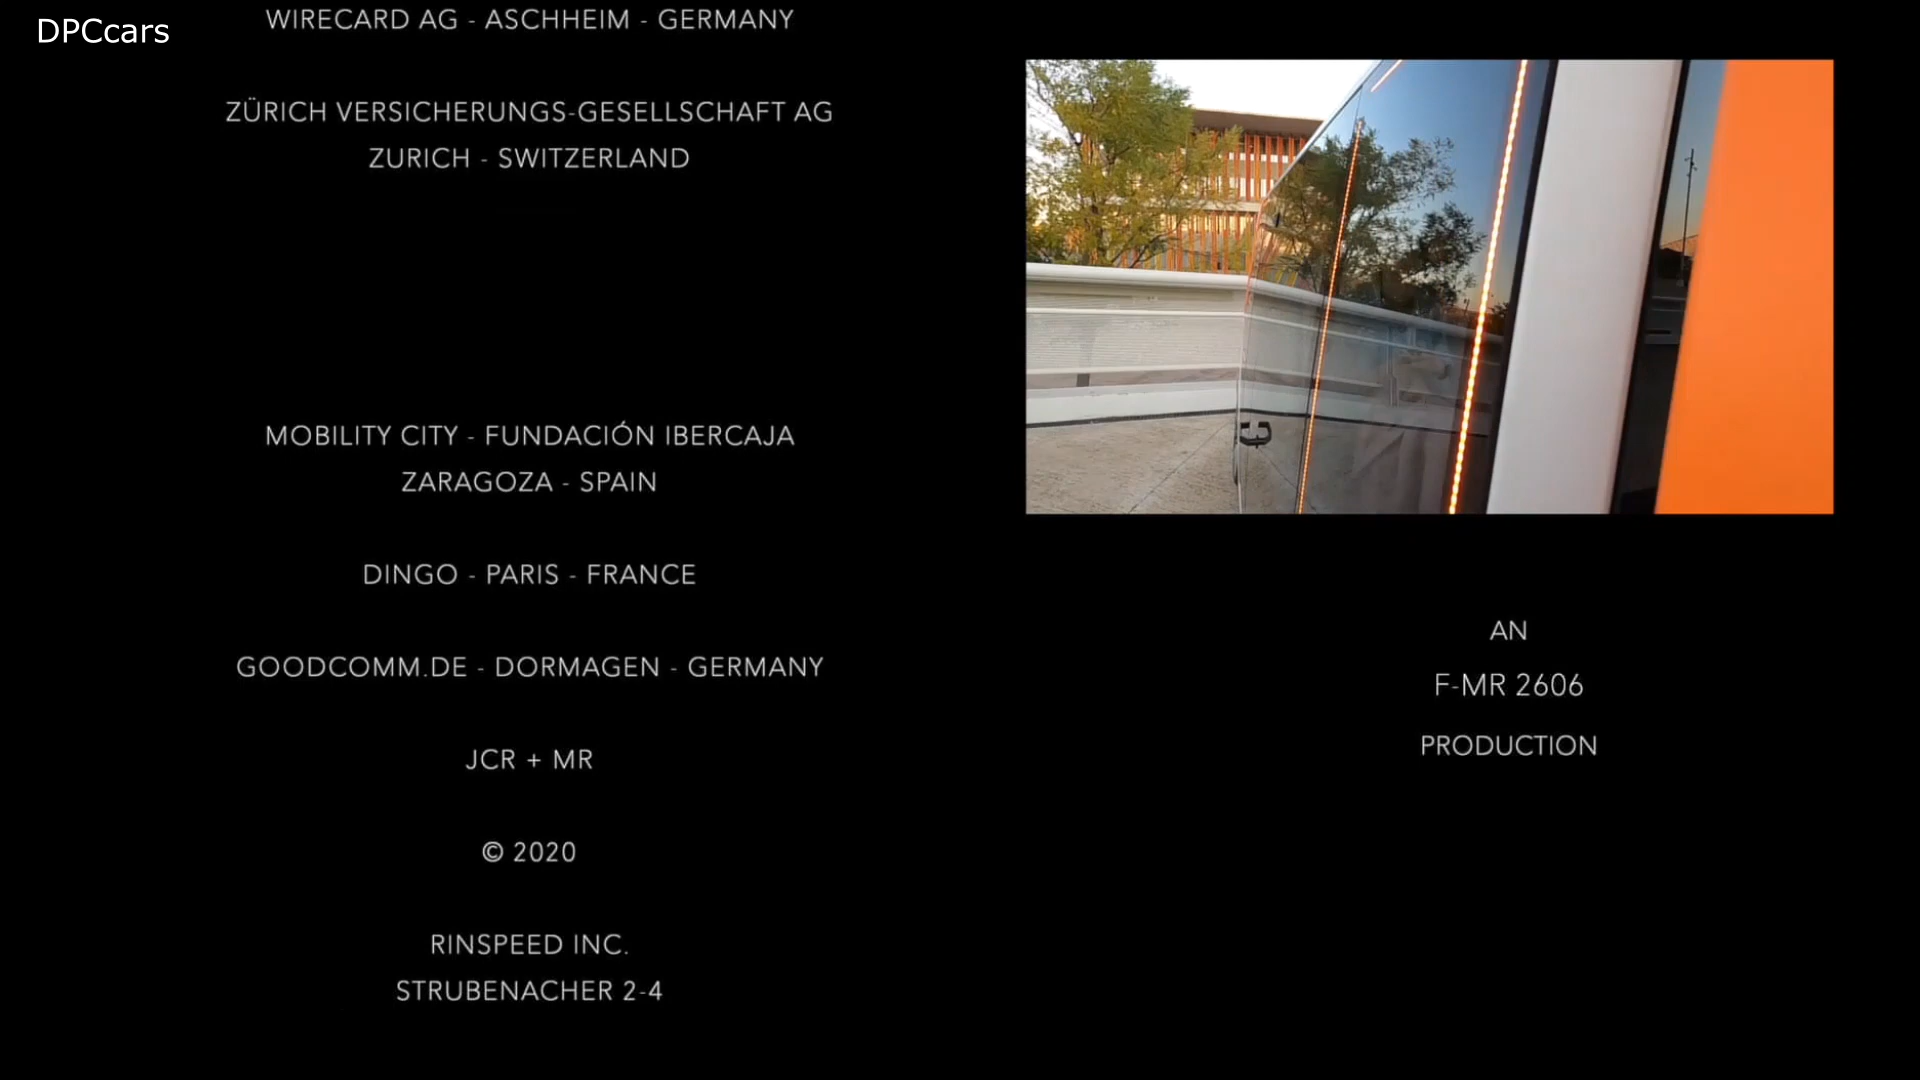 DPCcars
WIRECARD AG - ASCHHEIM - GERMANY
ZÜRICH VERSICHERUNGS-GESELLSCHAFT AG
ZURICH - SWITZERLAND
MOBILITY CITY - FUNDACIÓN IBERCAJA
ZARAGOZA - SPAIN
DINGO - PARIS - FRANCE
GOODCOMM.DE - DORMAGEN - GERMANY
JCR + MR
© 2020
RINSPEED INC.
STRUBENACHER 2-4
AN
F-MR 2606
PRODUCTION